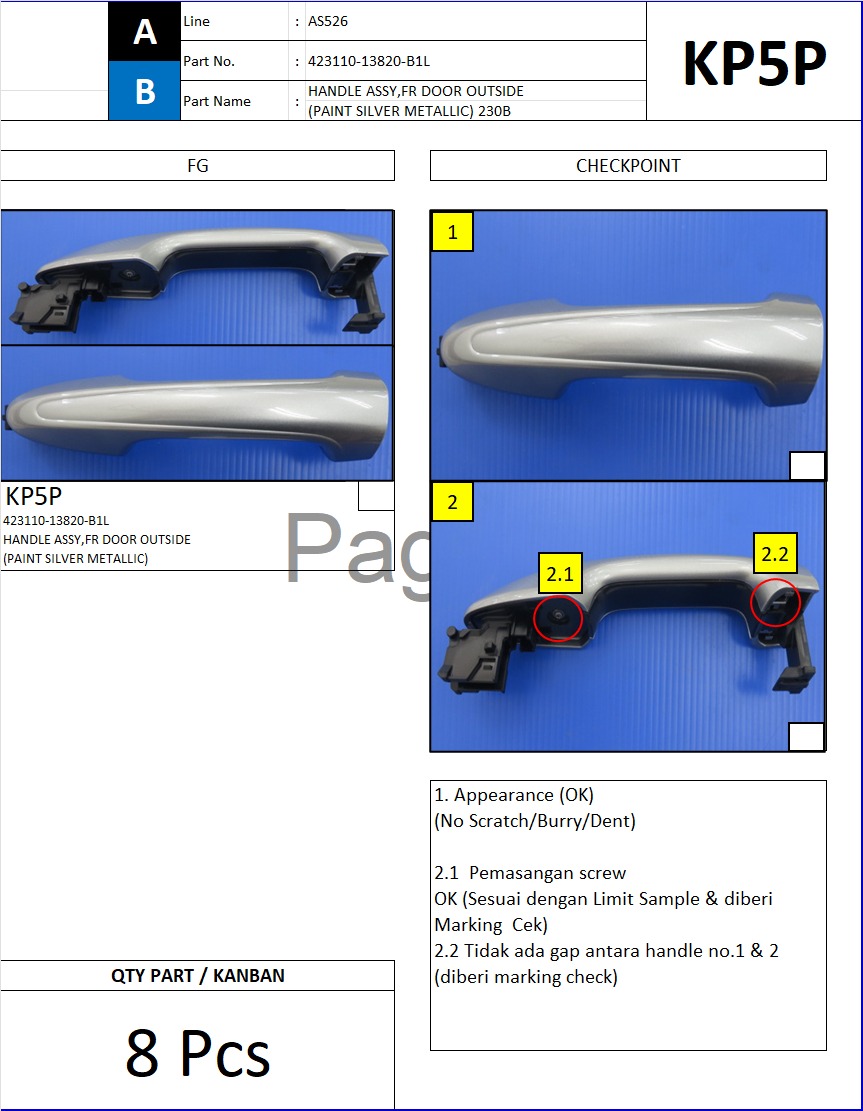 A
B
Line : AS526
Part No. : 423110-13820-B1L
Part Name : HANDLE ASSY,FR DOOR OUTSIDE
(PAINT SILVER METALLIC) 230B
KP5P
FG
CHECKPOINT
1
2
2.1
2.2
KP5P
423110-13820-B1L
HANDLE ASSY,FR DOOR OUTSIDE
(PAINT SILVER METALLIC)
Pag
1. Appearance (OK)
(No Scratch/Burry/Dent)
2.1 Pemasangan screw
OK (Sesuai dengan Limit Sample & diberi
Marking Cek)
2.2 Tidak ada gap antara handle no.1 & 2
(diberi marking check)
QTY PART / KANBAN
8 Pcs